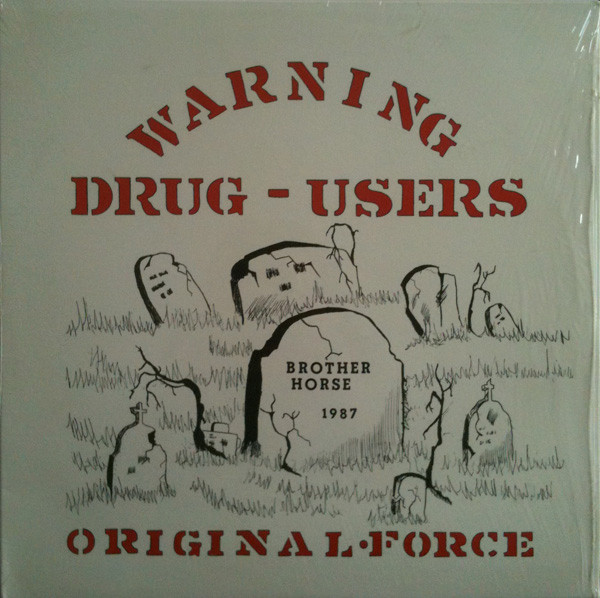 WARNING
DRUG - USERS
BROTHER
HORSE
1987
ORIGINAL·FORCE